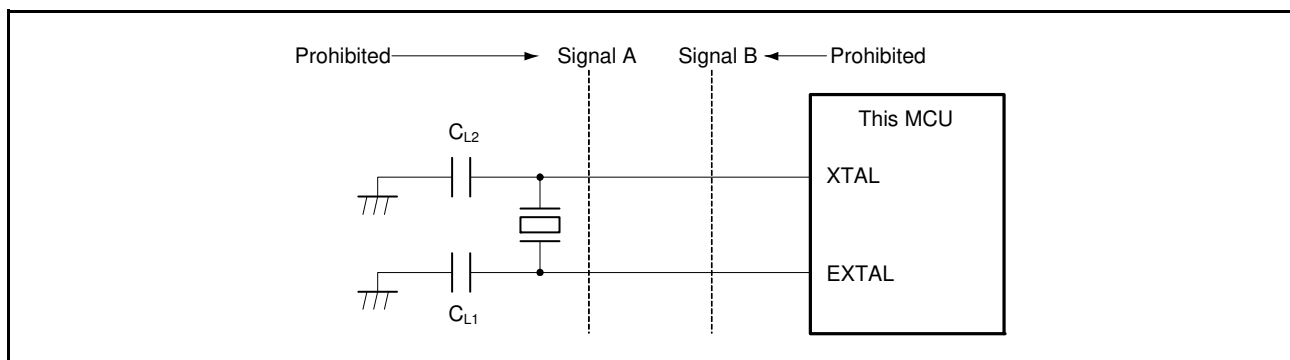 Prohibited Signal A Signal B Prohibited
This MCU
CL2
XTAL
EXTAL
CL1